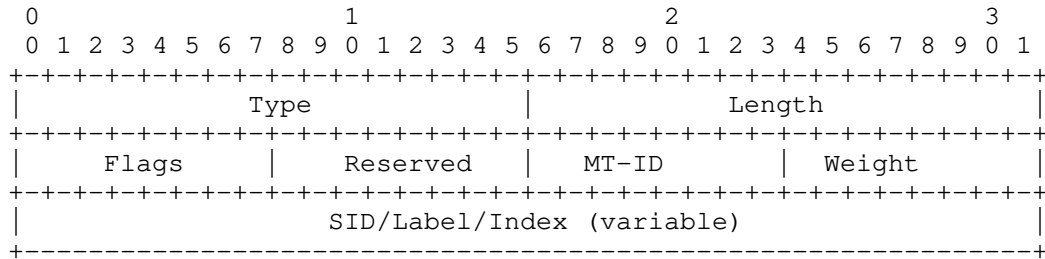 0                   1                   2                   3
 0 1 2 3 4 5 6 7 8 9 0 1 2 3 4 5 6 7 8 9 0 1 2 3 4 5 6 7 8 9 0 1
+-+-+-+-+-+-+-+-+-+-+-+-+-+-+-+-+-+-+-+-+-+-+-+-+-+-+-+-+-+-+-+-+
|              Type             |            Length             |
+-+-+-+-+-+-+-+-+-+-+-+-+-+-+-+-+-+-+-+-+-+-+-+-+-+-+-+-+-+-+-+-+
|     Flags     |    Reserved   |   MT-ID       |  Weight       |
+-+-+-+-+-+-+-+-+-+-+-+-+-+-+-+-+-+-+-+-+-+-+-+-+-+-+-+-+-+-+-+-+
|                   SID/Label/Index (variable)                  |
+---------------------------------------------------------------+